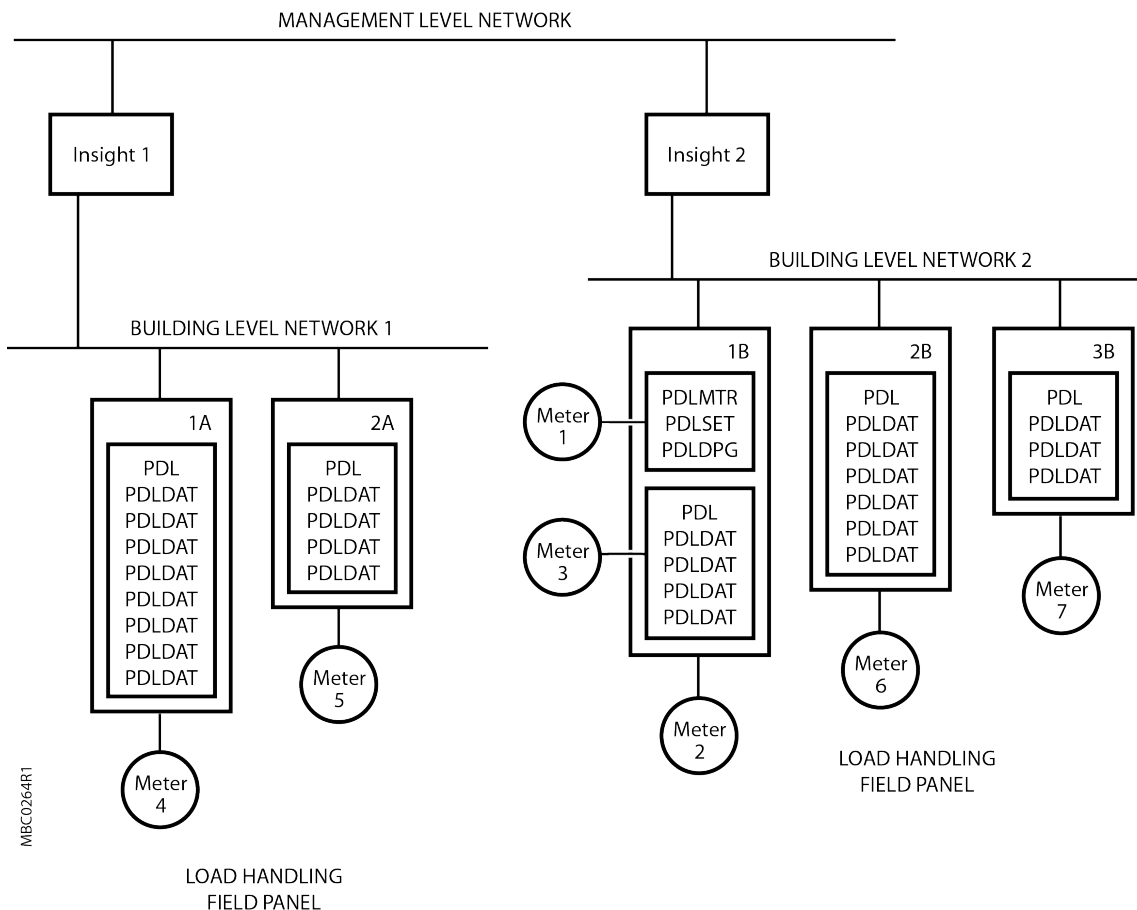 MANAGEMENT LEVEL NETWORK
Insight 1
Insight 2
BUILDING LEVEL NETWORK 2
BUILDING LEVEL NETWORK 1
1A
PDL
PDLDAT
PDLDAT
PDLDAT
PDLDAT
PDLDAT
PDLDAT
PDLDAT
PDLDAT
Meter
4
2A
PDL
PDLDAT
PDLDAT
PDLDAT
PDLDAT
Meter
5
LOAD HANDLING
FIELD PANEL
1B
Meter
1
PDLMTR
PDLSET
PDLDPG
Meter
3
PDL
PDLDAT
PDLDAT
PDLDAT
PDLDAT
Meter
2
2B
PDL
PDLDAT
PDLDAT
PDLDAT
PDLDAT
PDLDAT
PDLDAT
Meter
6
3B
PDL
PDLDAT
PDLDAT
PDLDAT
Meter
7
LOAD HANDLING
FIELD PANEL
MBC0264R1